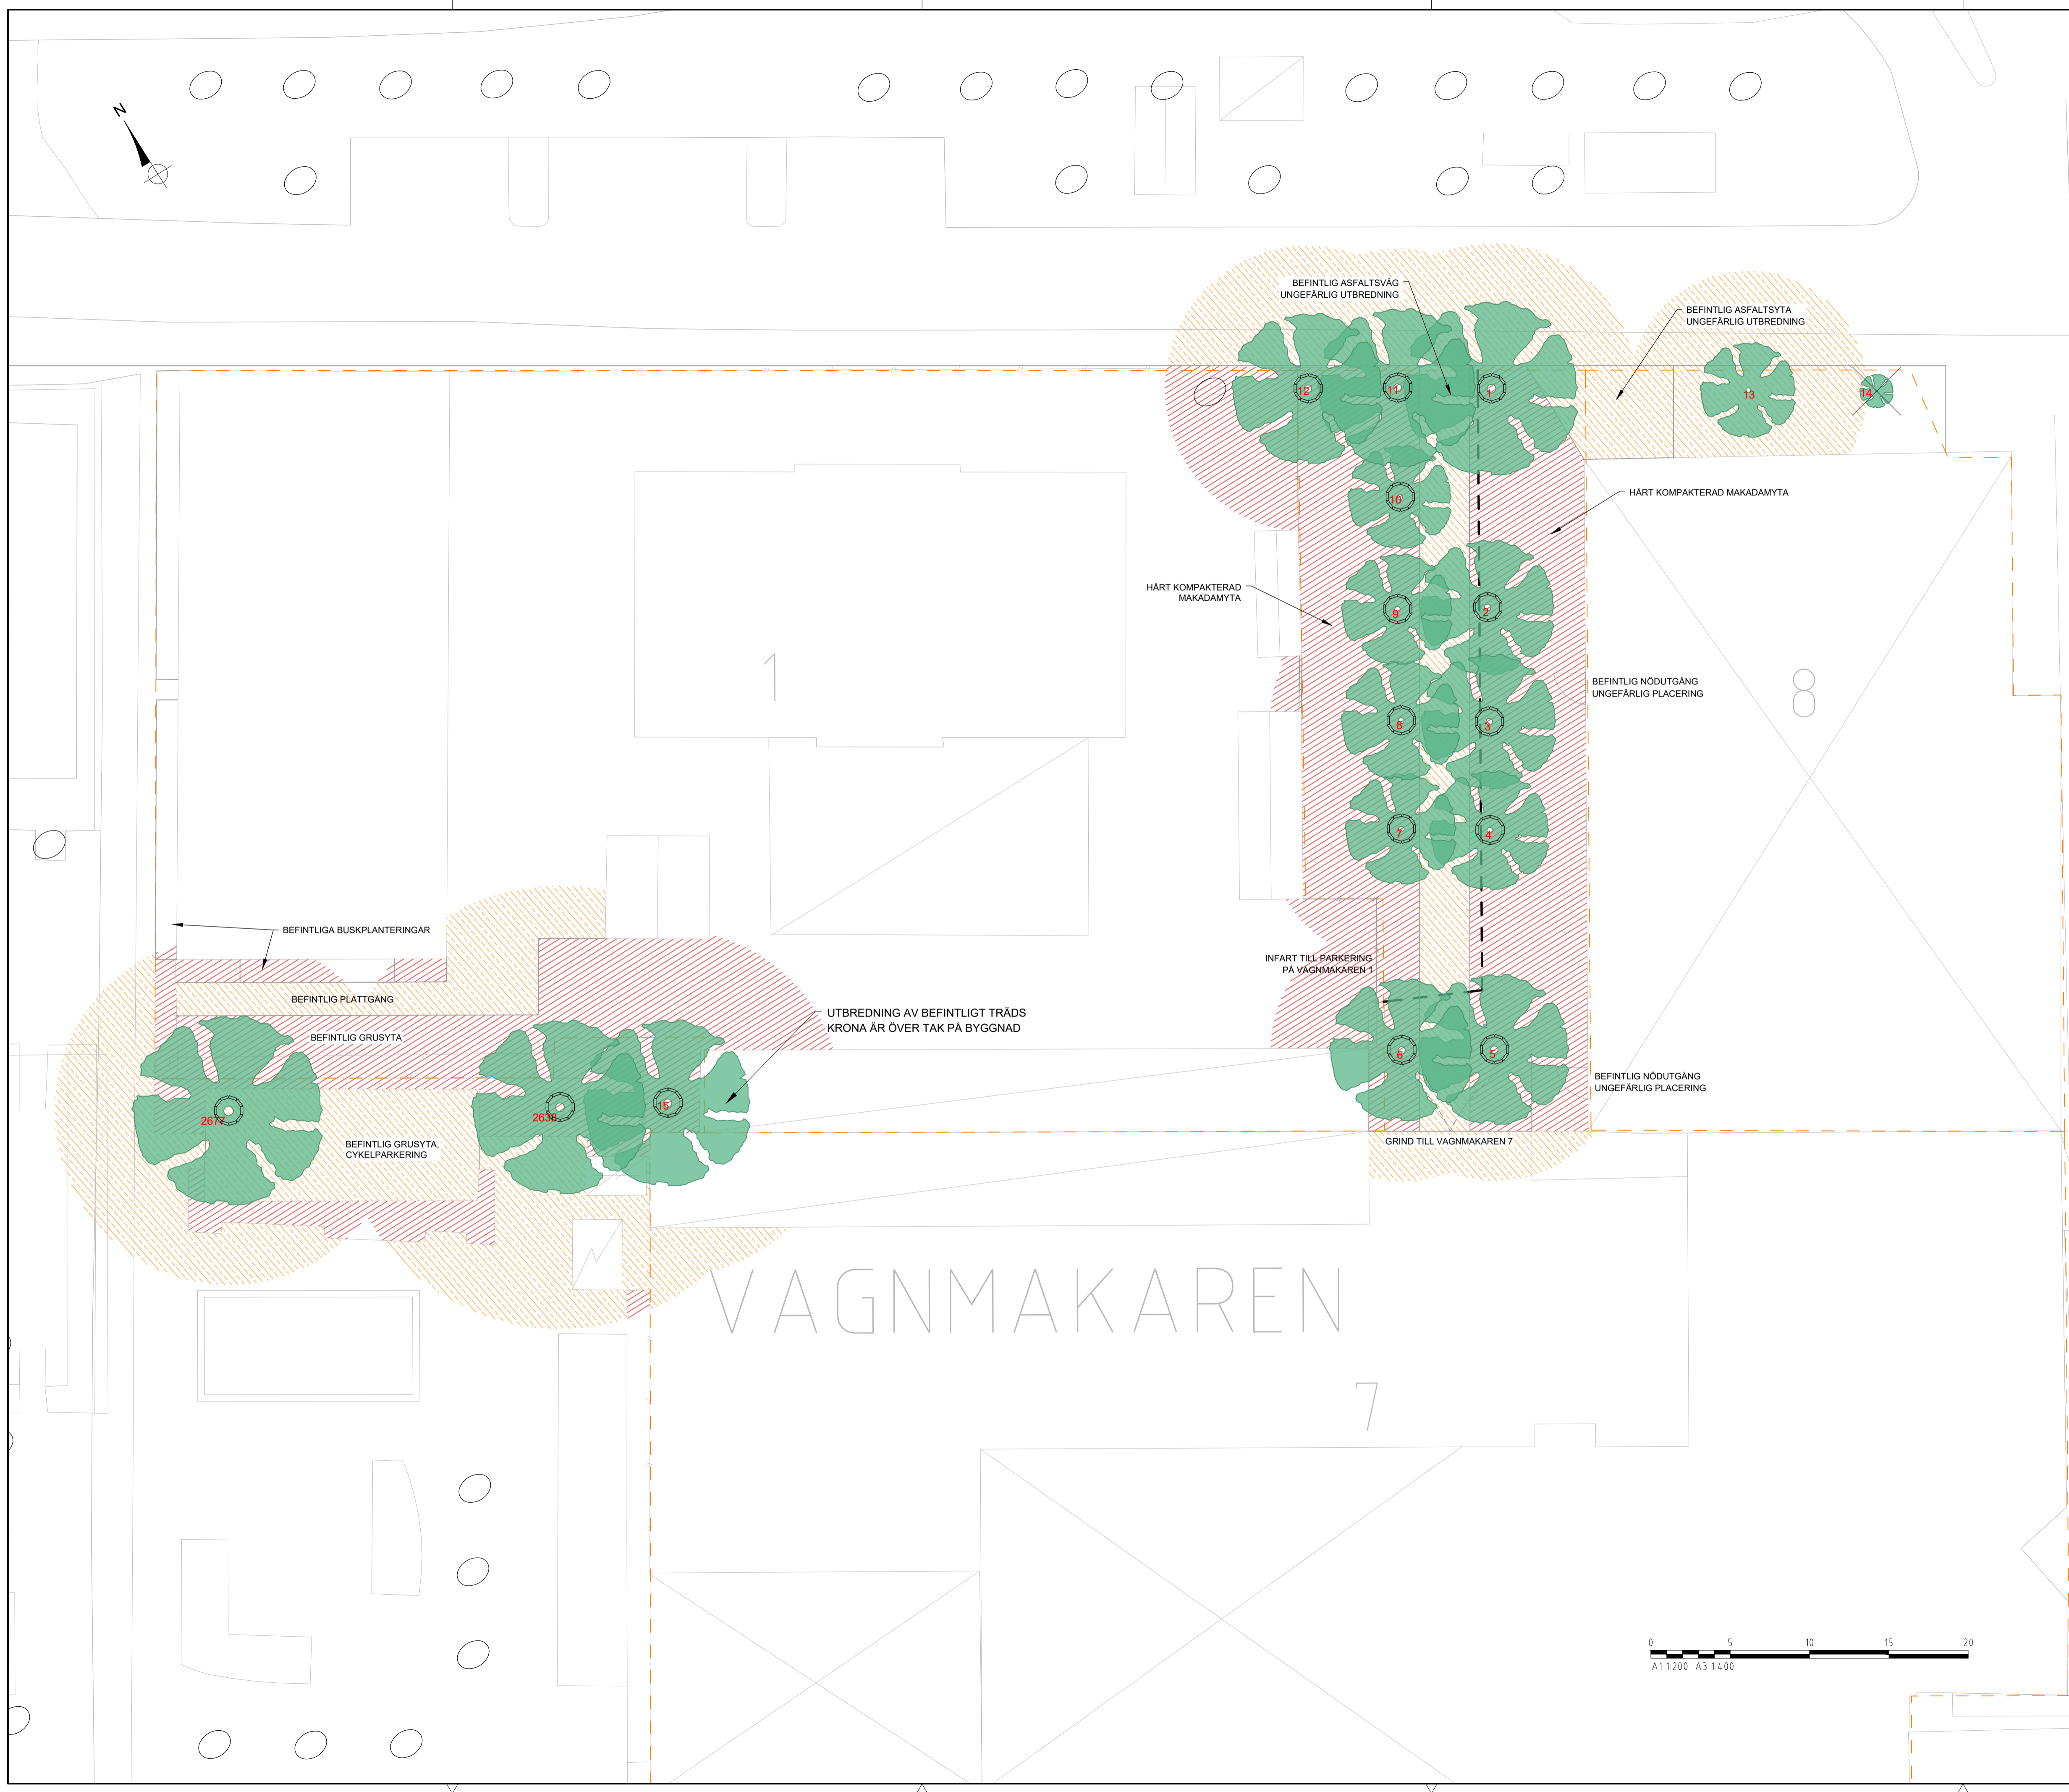 N
BEFINTLIG ASFALTSVÄG
UNGEFÄRLIG UTBREDNING
BEFINTLIG ASFALTSYTA
UNGEFÄRLIG UTBREDNING
12
11
1
13
14
10
HÅRT KOMPAKTERAD MAKADAMYTA
HÅRT KOMPAKTERAD
MAKADAMYTA
9
2
1
BEFINTLIG NÖDUTGÅNG
UNGEFÄRLIG PLACERING
8
8
3
7
4
BEFINTLIGA BUSKPLANTERINGAR
INFART TILL PARKERING
PÅ VAGNMAKAREN 1
BEFINTLIG PLATTGÅNG
UTBREDNING AV BEFINTLIGT TRÄDS
KRONA ÄR ÖVER TAK PÅ BYGGNAD
BEFINTLIG GRUSYTA
6
5
BEFINTLIG NÖDUTGÅNG
UNGEFÄRLIG PLACERING
2677
2638
15
BEFINTLIG GRUSYTA,
CYKELPARKERING
GRIND TILL VAGNMAKAREN 7
VAGNMAKAREN
7
0 5 10 15 20
A1 1:200 A3 1:400